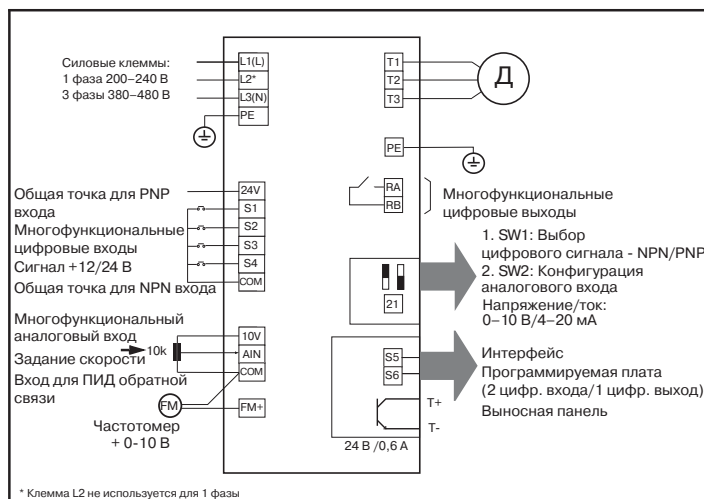 Силовые клеммы:
1 фаза 200–240 В
3 фазы 380–480 В
L1(L)
L2*
L3(N)
PE
T1
T2
T3
Д
PE
Общая точка для PNP
входа
Многофункциональные
цифровые входы
Сигнал +12/24 В
Общая точка для NPN входа
24V
S1
S2
S3
S4
COM
RA
RB
Многофункциональные
цифровые выходы
1. SW1: Выбор
цифрового сигнала - NPN/PNP
2. SW2: Конфигурация
аналогового входа
Напряжение/ток:
0–10 В/4–20 мА
21
Многофункциональный
аналоговый вход
Задание скорости
10k
Вход для ПИД обратной
связи
10V
AIN
COM
FM+
FM
Частотомер
+ 0-10 В
S5
S6
Интерфейс
Программируемая плата
(2 цифр. входа/1 цифр. выход)
Выносная панель
T+
T-
24 В /0,6 А
* Клемма L2 не используется для 1 фазы